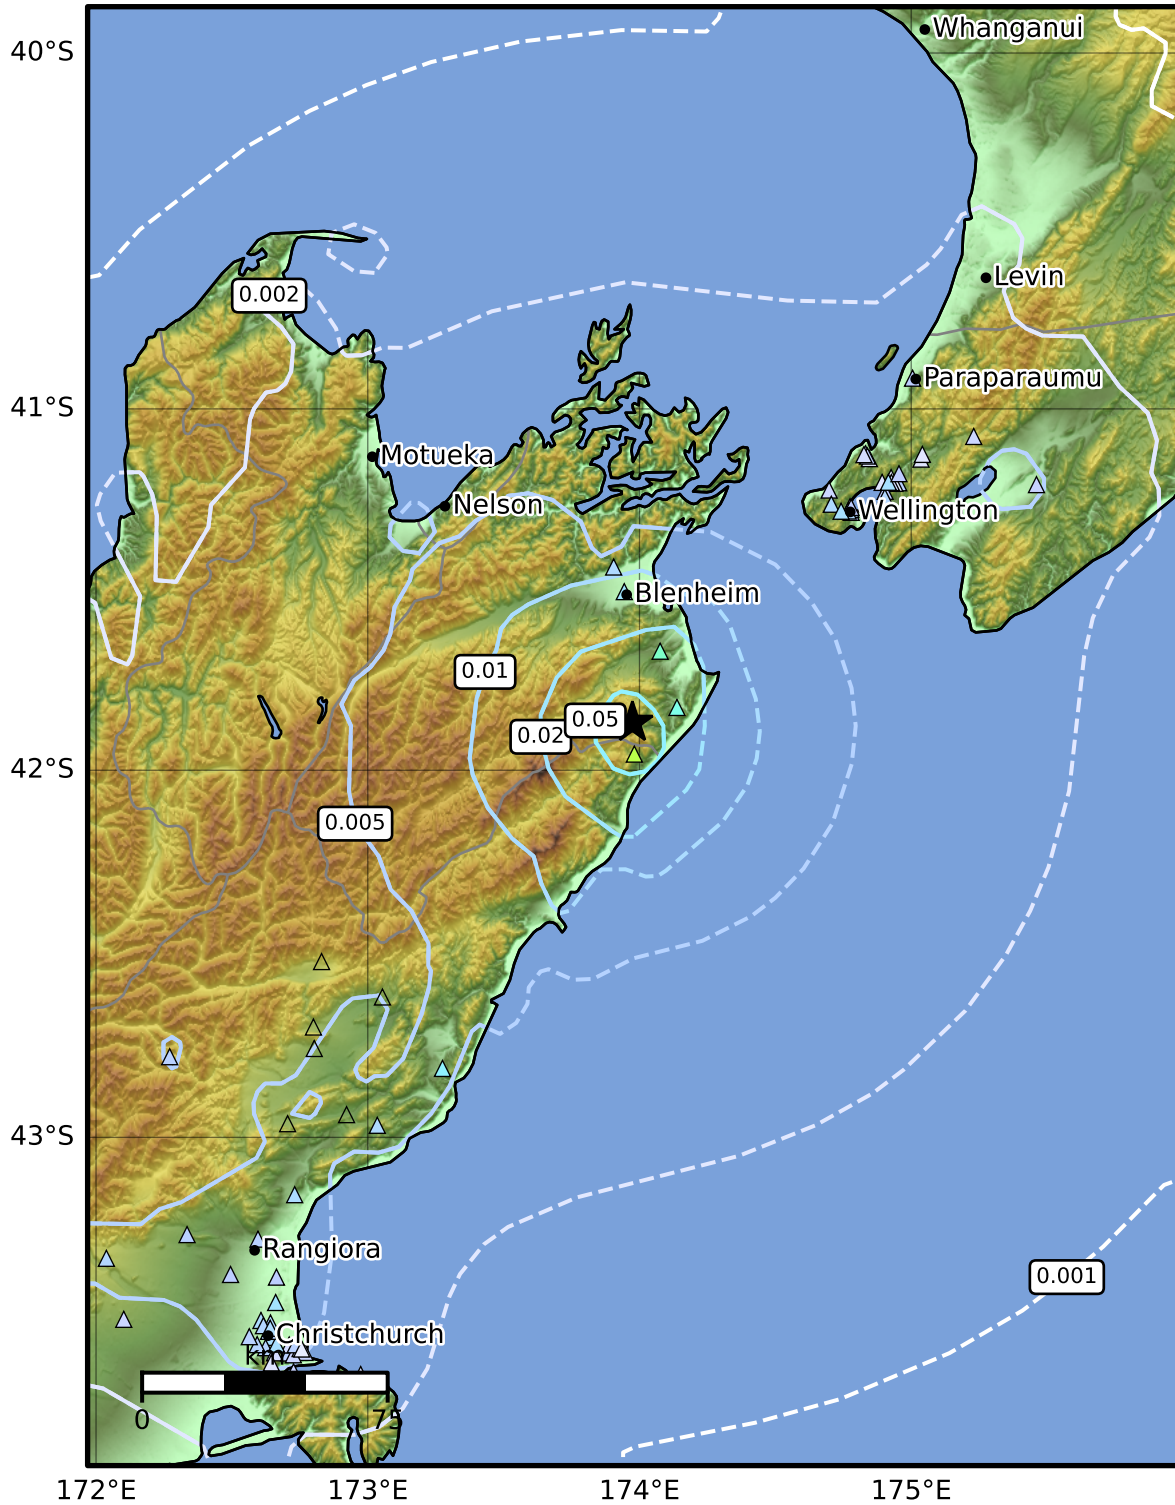 40°S
Whanganui
0.002
Levin
41°S
Paraparaumu
Motueka
Nelson
Wellington
Blenheim
0.01
0.05
0.02
42°S
0.005
43°S
Rangiora
0.001
Christchurch
km
0
75
172°E
173°E
174°E
175°E